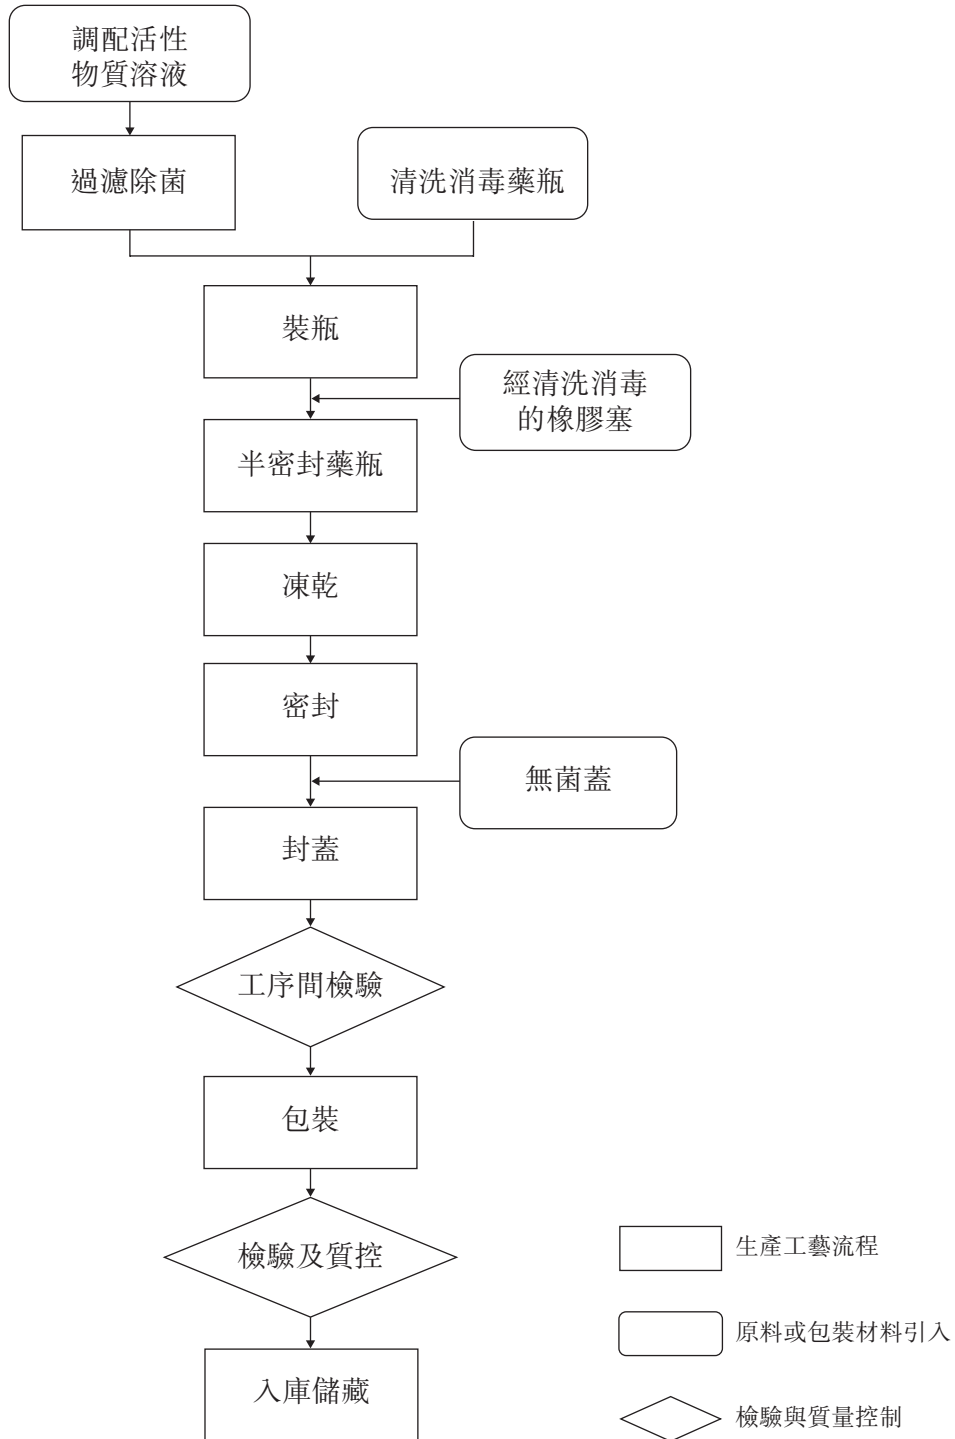 調配活性
物質溶液
過濾除菌
清洗消毒藥瓶
裝瓶
經清洗消毒
的橡膠塞
半密封藥瓶
凍乾
密封
無菌蓋
封蓋
工序間檢驗
包裝
檢驗及質控
生產工藝流程
原料或包裝材料引入
入庫儲藏
檢驗與質量控制